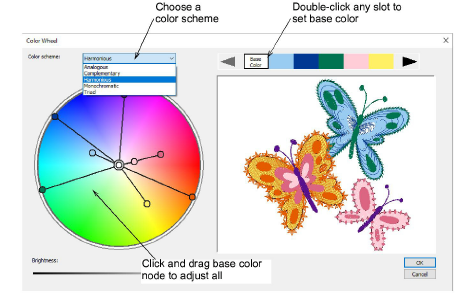 Choose a
color scheme
Double-click any slot to
set base color
Color Wheel
Color scheme:
Harmonious
Base
Color
Analogous
Complementary
Harmonious
Monochromatic
Triad
Click and drag base color
node to adjust all
Brightness:
OK
Cancel